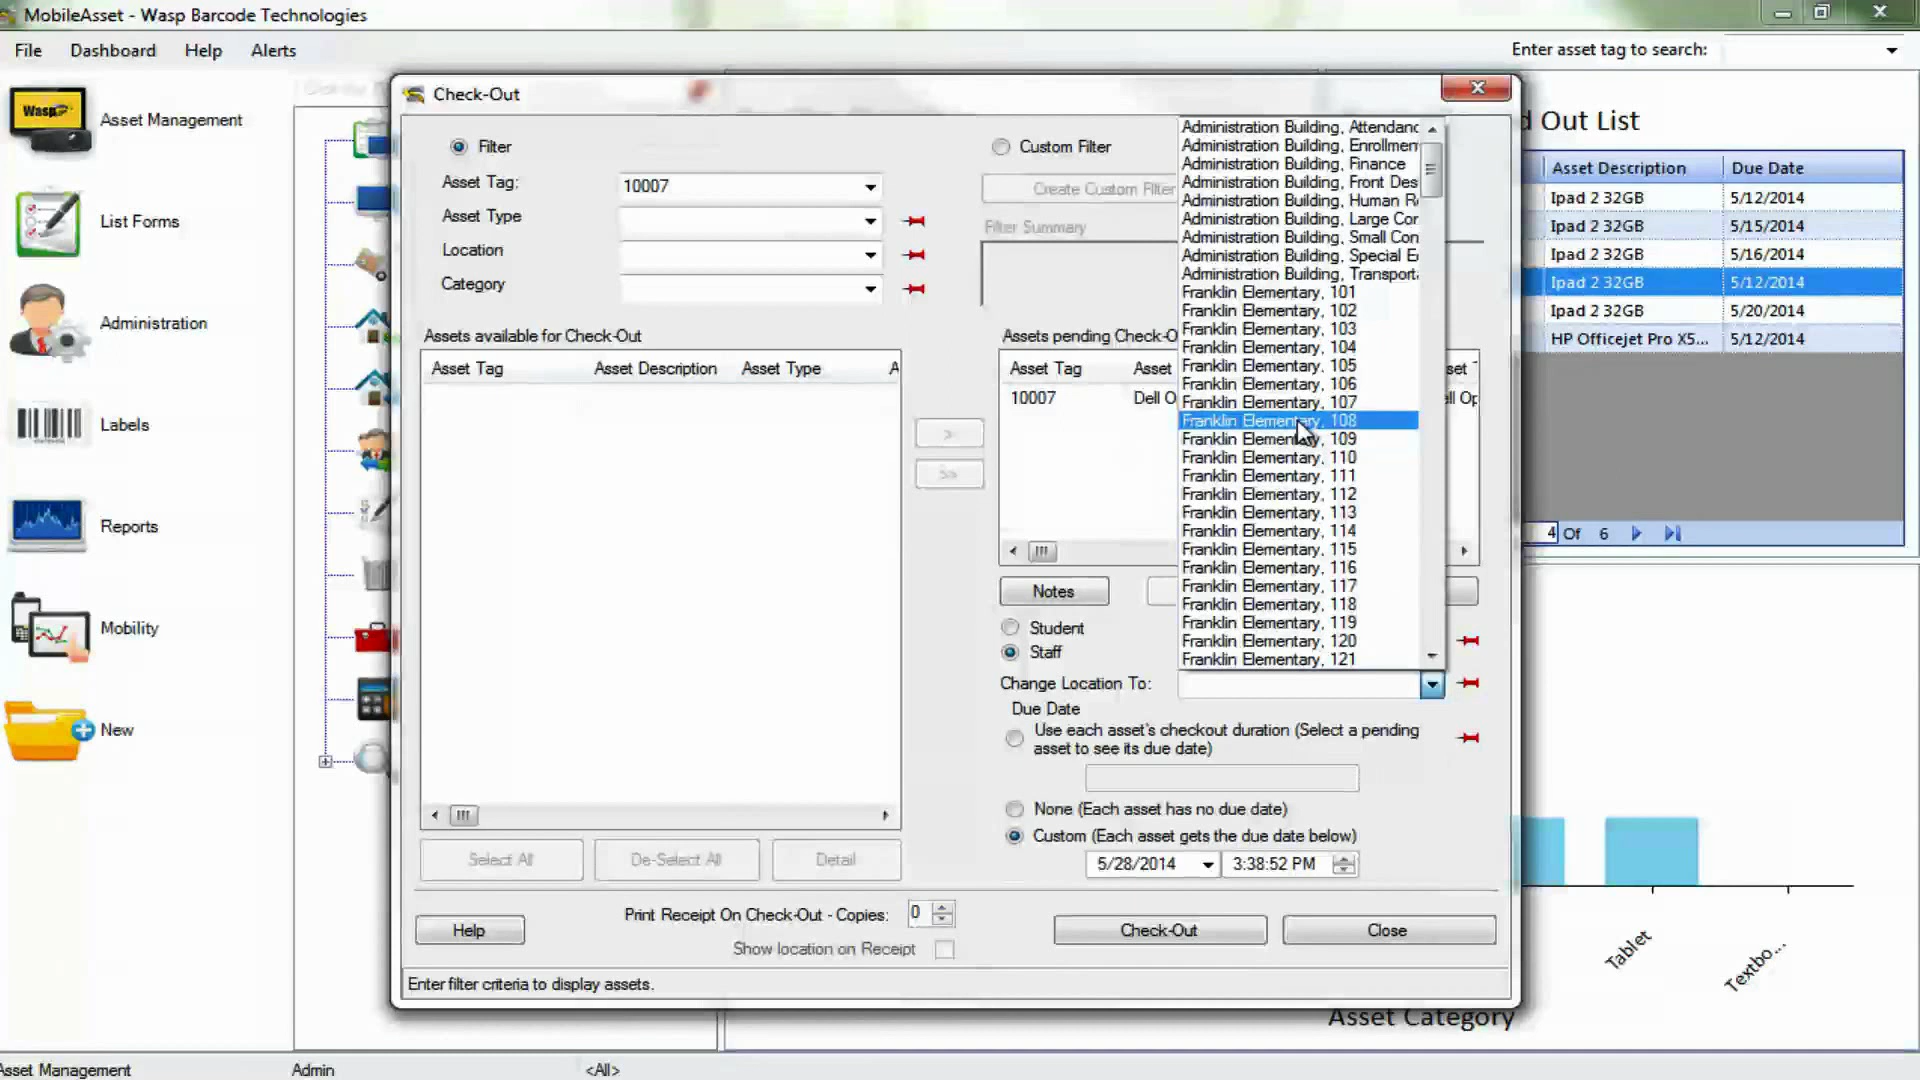 MobileAsset - Wasp Barcode Technologies
File Dashboard Help Alerts
Enter asset tag to search:
Wasp
Asset Management
List Forms
Administration
Labels
Reports
Mobility
New
Check-Out
Filter
Asset Tag: 10007
Asset Type
Location
Category
Custom Filter
Create Custom Filter
Filter Summary
Assets available for Check-Out
Asset Tag Asset Description Asset Type A
> 
>>
Assets pending Check-O
Asset Tag Asset
10007 Dell O
Administration Building, Attendanc
Administration Building, Enrollmen
Administration Building, Finance
Administration Building, Front Des
Administration Building, Human R
Administration Building, Large Con
Administration Building, Small Con
Administration Building, Special E
Administration Building, Transporta
Franklin Elementary, 101
Franklin Elementary, 102
Franklin Elementary, 103
Franklin Elementary, 104
Franklin Elementary, 105
Franklin Elementary, 106
Franklin Elementary, 107
Franklin Elementary, 108
Franklin Elementary, 109
Franklin Elementary, 110
Franklin Elementary, 111
Franklin Elementary, 112
Franklin Elementary, 113
Franklin Elementary, 114
Franklin Elementary, 115
Franklin Elementary, 116
Franklin Elementary, 117
Franklin Elementary, 118
Franklin Elementary, 119
Franklin Elementary, 120
Franklin Elementary, 121
set
ll Op
Notes
Student
Staff
Change Location To:
Due Date
Use each asset's checkout duration (Select a pending
asset to see its due date)
None (Each asset has no due date)
Custom (Each asset gets the due date below)
5/28/2014 3:38:52 PM
Select All De-Select All Detail
Help
Print Receipt On Check-Out - Copies: 0
Show location on Receipt
Check-Out
Close
Enter filter criteria to display assets.
d Out List
Asset Description Due Date
Ipad 2 32GB 5/12/2014
Ipad 2 32GB 5/15/2014
Ipad 2 32GB 5/16/2014
Ipad 2 32GB 5/12/2014
Ipad 2 32GB 5/20/2014
HP Officejet Pro X5... 5/12/2014
4 Of 6
Tablet
Textbo...
Asset Category
Asset Management Admin <All>